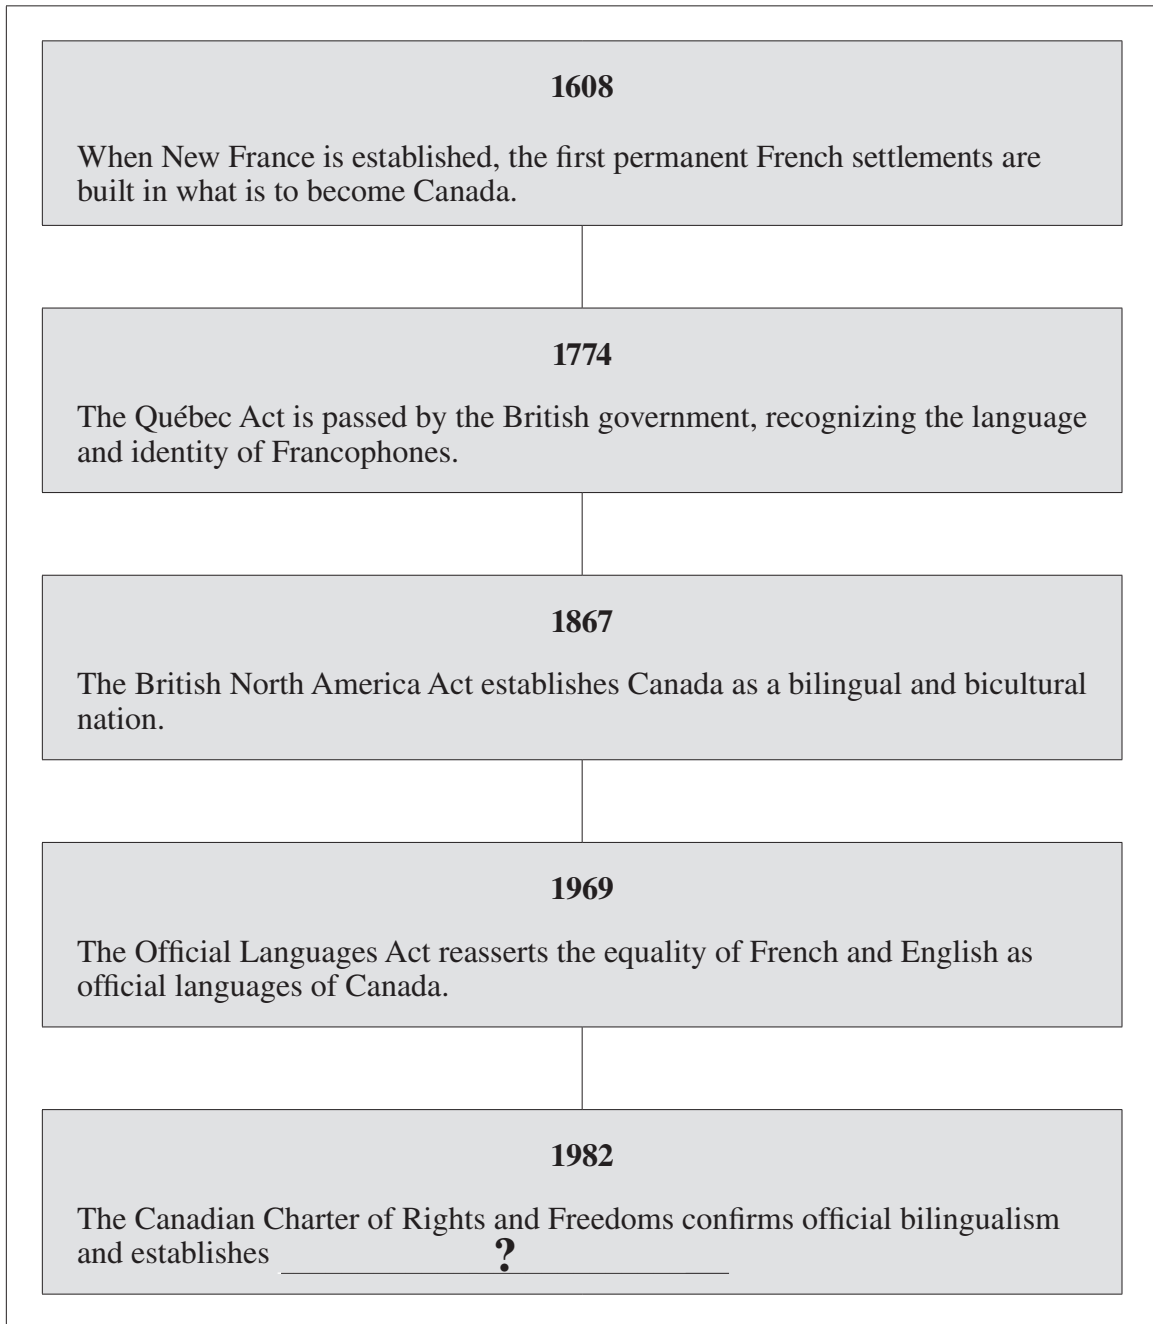 1608
When New France is established, the first permanent French settlements are
built in what is to become Canada.
1774
The Québec Act is passed by the British government, recognizing the language
and identity of Francophones.
1867
The British North America Act establishes Canada as a bilingual and bicultural
nation.
1969
The Official Languages Act reasserts the equality of French and English as
official languages of Canada.
1982
The Canadian Charter of Rights and Freedoms confirms official bilingualism
and establishes ?